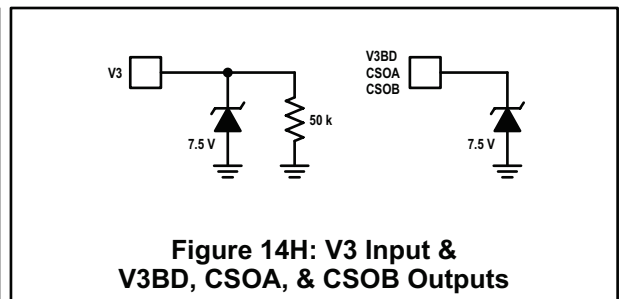 V3
7.5 V
50 k
V3BD
CSOA
CSOB
7.5 V
Figure 14H: V3 Input &
V3BD, CSOA, & CSOB Outputs